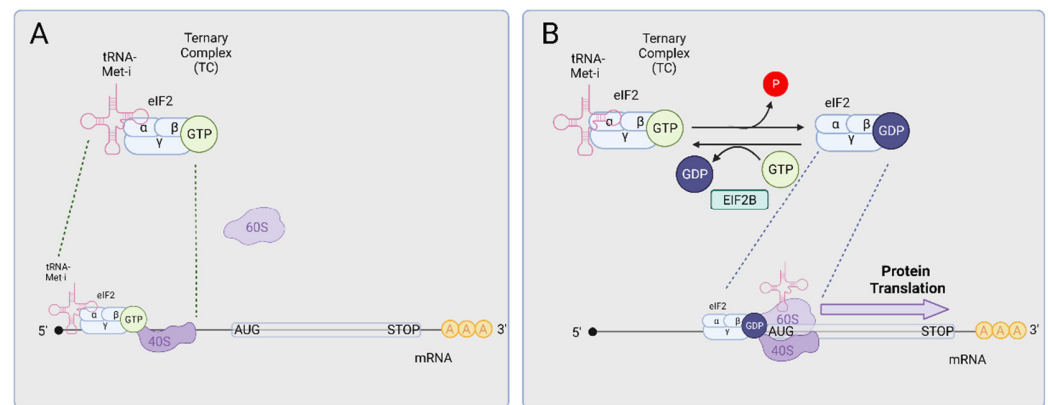 A
Ternary
Complex
(TC)
tRNA-
Met-i
eIF2
α β GTP
γ
60S
tRNA-
Met-i
eIF2
α β GTP
γ
5' AUG STOP A A A 3'
40S
mRNA
B
Ternary
Complex
(TC)
tRNA-
Met-i
eIF2
α β GTP
γ
P
eIF2
α β GDP
γ
GDP GTP
EIF2B
Protein
Translation
eIF2
α β GDP
γ
60S
5' AUG STOP A A A 3'
40S
mRNA